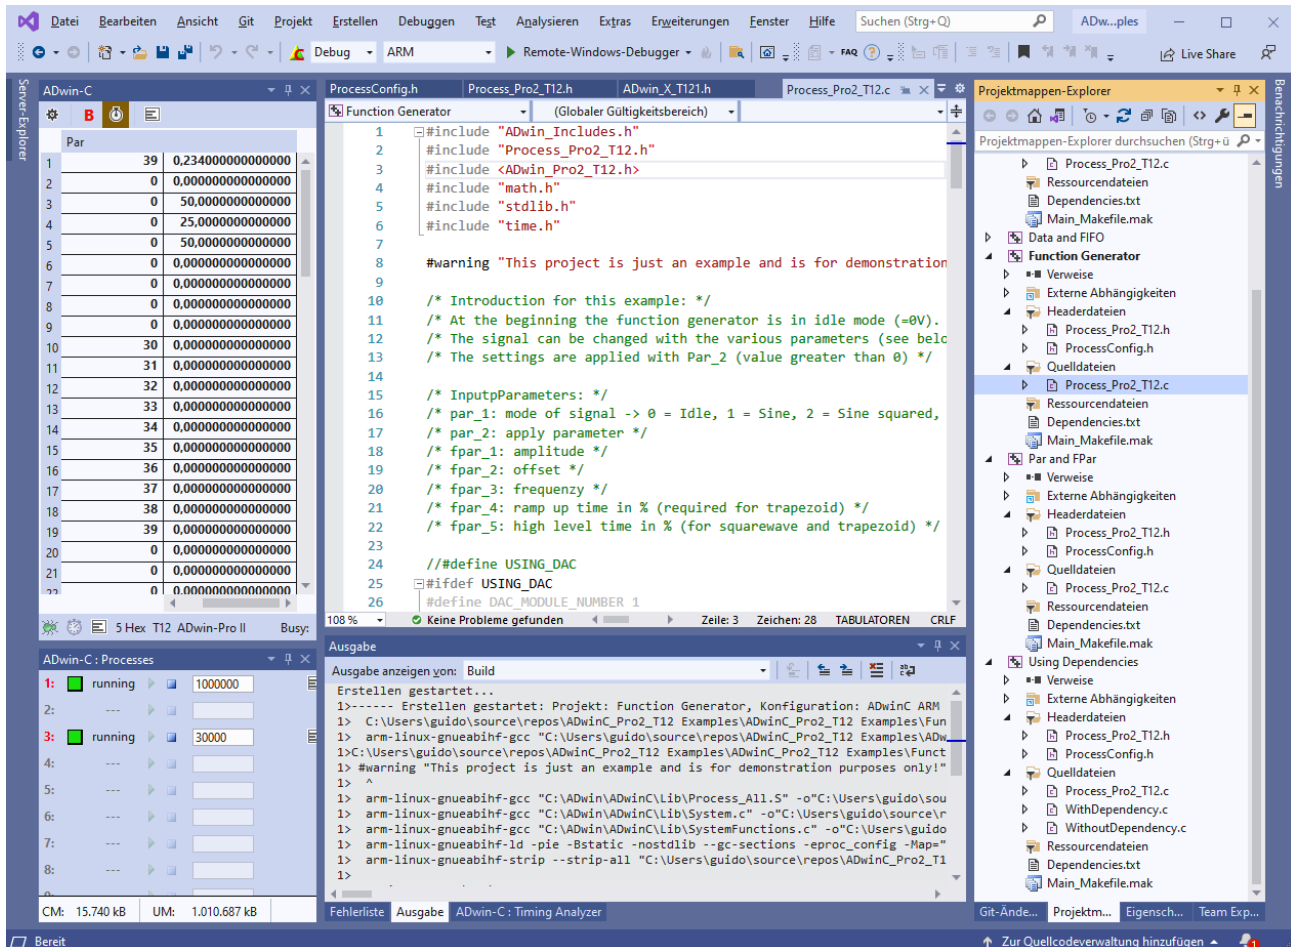 Datei Bearbeiten Ansicht Git Projekt Erstellen Debuggen Test Analysieren Extras Erweiterungen Fenster Hilfe Suchen (Strg+Q) ADw...ples
Debug ARM Remote-Windows-Debugger FAQ Live Share
Server-Explorer
ADwin-C
B
Par
1 39 0,234000000000000
2 0 0,000000000000000
3 0 50,0000000000000
4 0 25,0000000000000
5 0 50,0000000000000
6 0 0,000000000000000
7 0 0,000000000000000
8 0 0,000000000000000
9 0 0,000000000000000
10 30 0,000000000000000
11 31 0,000000000000000
12 32 0,000000000000000
13 33 0,000000000000000
14 34 0,000000000000000
15 35 0,000000000000000
16 36 0,000000000000000
17 37 0,000000000000000
18 38 0,000000000000000
19 39 0,000000000000000
20 0 0,000000000000000
21 0 0,000000000000000
22 0 0,000000000000000
5 Hex T12 ADwin-Pro II Busy:
ADwin-C : Processes
1: running 1000000
2: ---
3: running 30000
4: ---
5: ---
6: ---
7: ---
8: ---
CM: 15.740 kB UM: 1.010.687 kB
ProcessConfig.h Process_Pro2_T12.h ADwin_X_T121.h Process_Pro2_T12.c
Function Generator (Globaler Gültigkeitsbereich)
1 #include "ADwin_Includes.h"
2 #include "Process_Pro2_T12.h"
3 #include <ADwin_Pro2_T12.h>
4 #include "math.h"
5 #include "stdlib.h"
6 #include "time.h"
7
8 #warning "This project is just an example and is for demonstration
9
10 /* Introduction for this example: */
11 /* At the beginning the function generator is in idle mode (=0V).
12 /* The signal can be changed with the various parameters (see belo
13 /* The settings are applied with Par_2 (value greater than 0) */
14
15 /* InputpParameters: */
16 /* par_1: mode of signal -> 0 = Idle, 1 = Sine, 2 = Sine squared,
17 /* par_2: apply parameter */
18 /* fpar_1: amplitude */
19 /* fpar_2: offset */
20 /* fpar_3: frequenzy */
21 /* fpar_4: ramp up time in % (required for trapezoid) */
22 /* fpar_5: high level time in % (for squarewave and trapezoid) */
23
24 //#define USING_DAC
25 #ifdef USING_DAC
26 #define DAC_MODULE_NUMBER 1
108 % Keine Probleme gefunden Zeile: 3 Zeichen: 28 TABULATOREN CRLF
Ausgabe
Ausgabe anzeigen von: Build
Erstellen gestartet...
1>------ Erstellen gestartet: Projekt: Function Generator, Konfiguration: ADwinC ARM
1> C:\Users\guido\source\repos\ADwinC_Pro2_T12 Examples\ADwinC_Pro2_T12 Examples\Fun
1> arm-linux-gnueabihf-gcc "C:\Users\guido\source\repos\ADwinC_Pro2_T12 Examples\ADw
1>C:\Users\guido\source\repos\ADwinC_Pro2_T12 Examples\ADwinC_Pro2_T12 Examples\Funct
1> #warning "This project is just an example and is for demonstration purposes only!"
1> ^
1> arm-linux-gnueabihf-gcc "C:\ADwin\ADwinC\Lib\Process_All.S" -o"C:\Users\guido\sou
1> arm-linux-gnueabihf-gcc "C:\ADwin\ADwinC\Lib\System.c" -o"C:\Users\guido\source\r
1> arm-linux-gnueabihf-gcc "C:\ADwin\ADwinC\Lib\SystemFunctions.c" -o"C:\Users\guido
1> arm-linux-gnueabihf-ld -pie -Bstatic -nostdlib --gc-sections -eproc_config -Map="
1> arm-linux-gnueabihf-strip --strip-all "C:\Users\guido\source\repos\ADwinC_Pro2_T1
1>
Fehlerliste Ausgabe ADwin-C : Timing Analyzer
Projektmappen-Explorer
Projektmappen-Explorer durchsuchen (Strg+ü
Process_Pro2_T12.c
Ressourcendateien
Dependencies.txt
Main_Makefile.mak
Data and FIFO
Function Generator
Verweise
Externe Abhängigkeiten
Headerdateien
Process_Pro2_T12.h
ProcessConfig.h
Quelldateien
Process_Pro2_T12.c
Ressourcendateien
Dependencies.txt
Main_Makefile.mak
Par and FPar
Verweise
Externe Abhängigkeiten
Headerdateien
Process_Pro2_T12.h
ProcessConfig.h
Quelldateien
Process_Pro2_T12.c
Ressourcendateien
Dependencies.txt
Main_Makefile.mak
Using Dependencies
Verweise
Externe Abhängigkeiten
Headerdateien
Process_Pro2_T12.h
ProcessConfig.h
Quelldateien
Process_Pro2_T12.c
WithDependency.c
WithoutDependency.c
Ressourcendateien
Dependencies.txt
Main_Makefile.mak
Git-Ände... Projektm... Eigensch... Team Exp...
Benachrichtigungen
Bereit Zur Quellcodeverwaltung hinzufügen 1